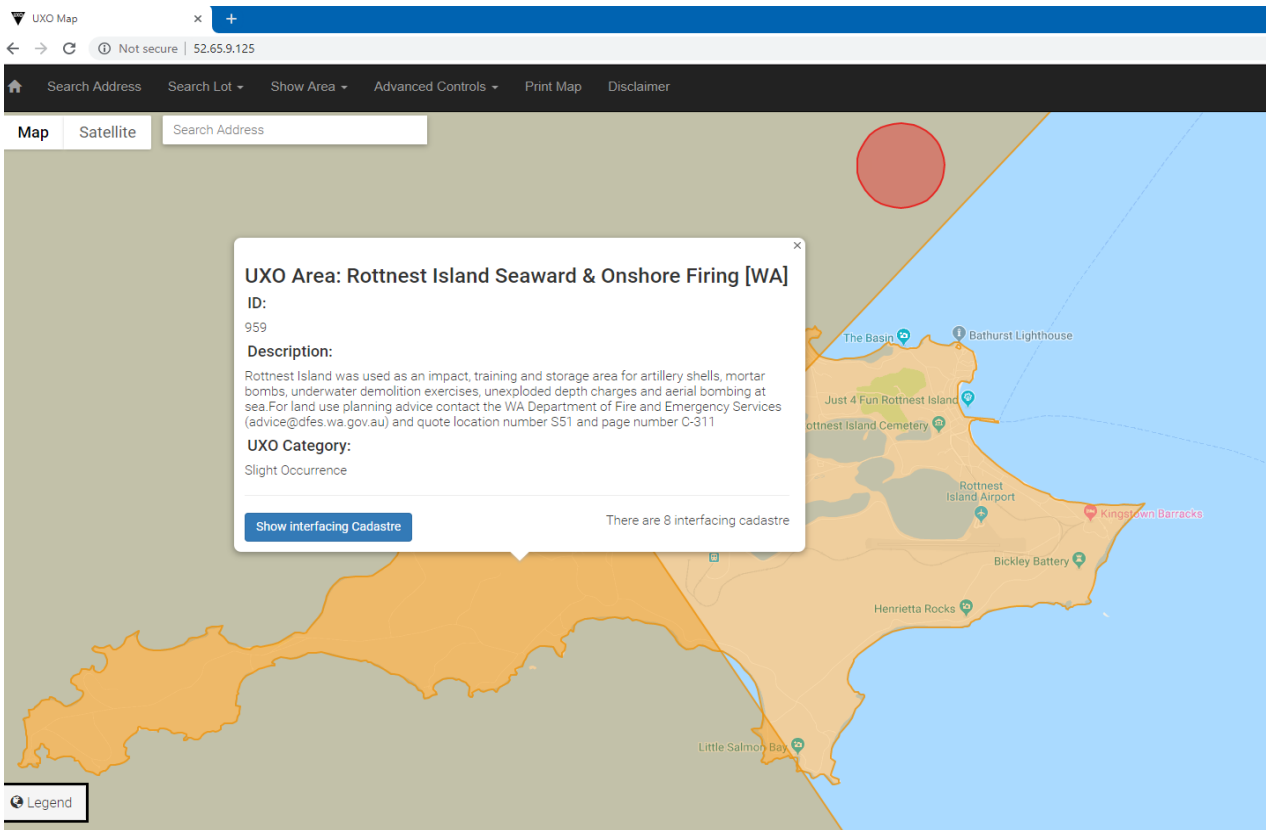 UXO Map
Not secure | 52.65.9.125
Search Address Search Lot Show Area Advanced Controls Print Map Disclaimer
Map Satellite Search Address
UXO Area: Rottnest Island Seaward & Onshore Firing [WA]
ID:
959
Description:
Rottnest Island was used as an impact, training and storage area for artillery shells, mortar
bombs, underwater demolition exercises, unexploded depth charges and aerial bombing at
sea.For land use planning advice contact the WA Department of Fire and Emergency Services
(advice@dfes.wa.gov.au) and quote location number S51 and page number C-311
UXO Category:
Slight Occurrence
Show interfacing Cadastre
There are 8 interfacing cadastre
The Basin
Bathurst Lighthouse
Just 4 Fun Rottnest Island
ottnest Island Cemetery
Rottnest
Island Airport
Kingstown Barracks
Bickley Battery
Henrietta Rocks
Little Salmon Bay
Legend